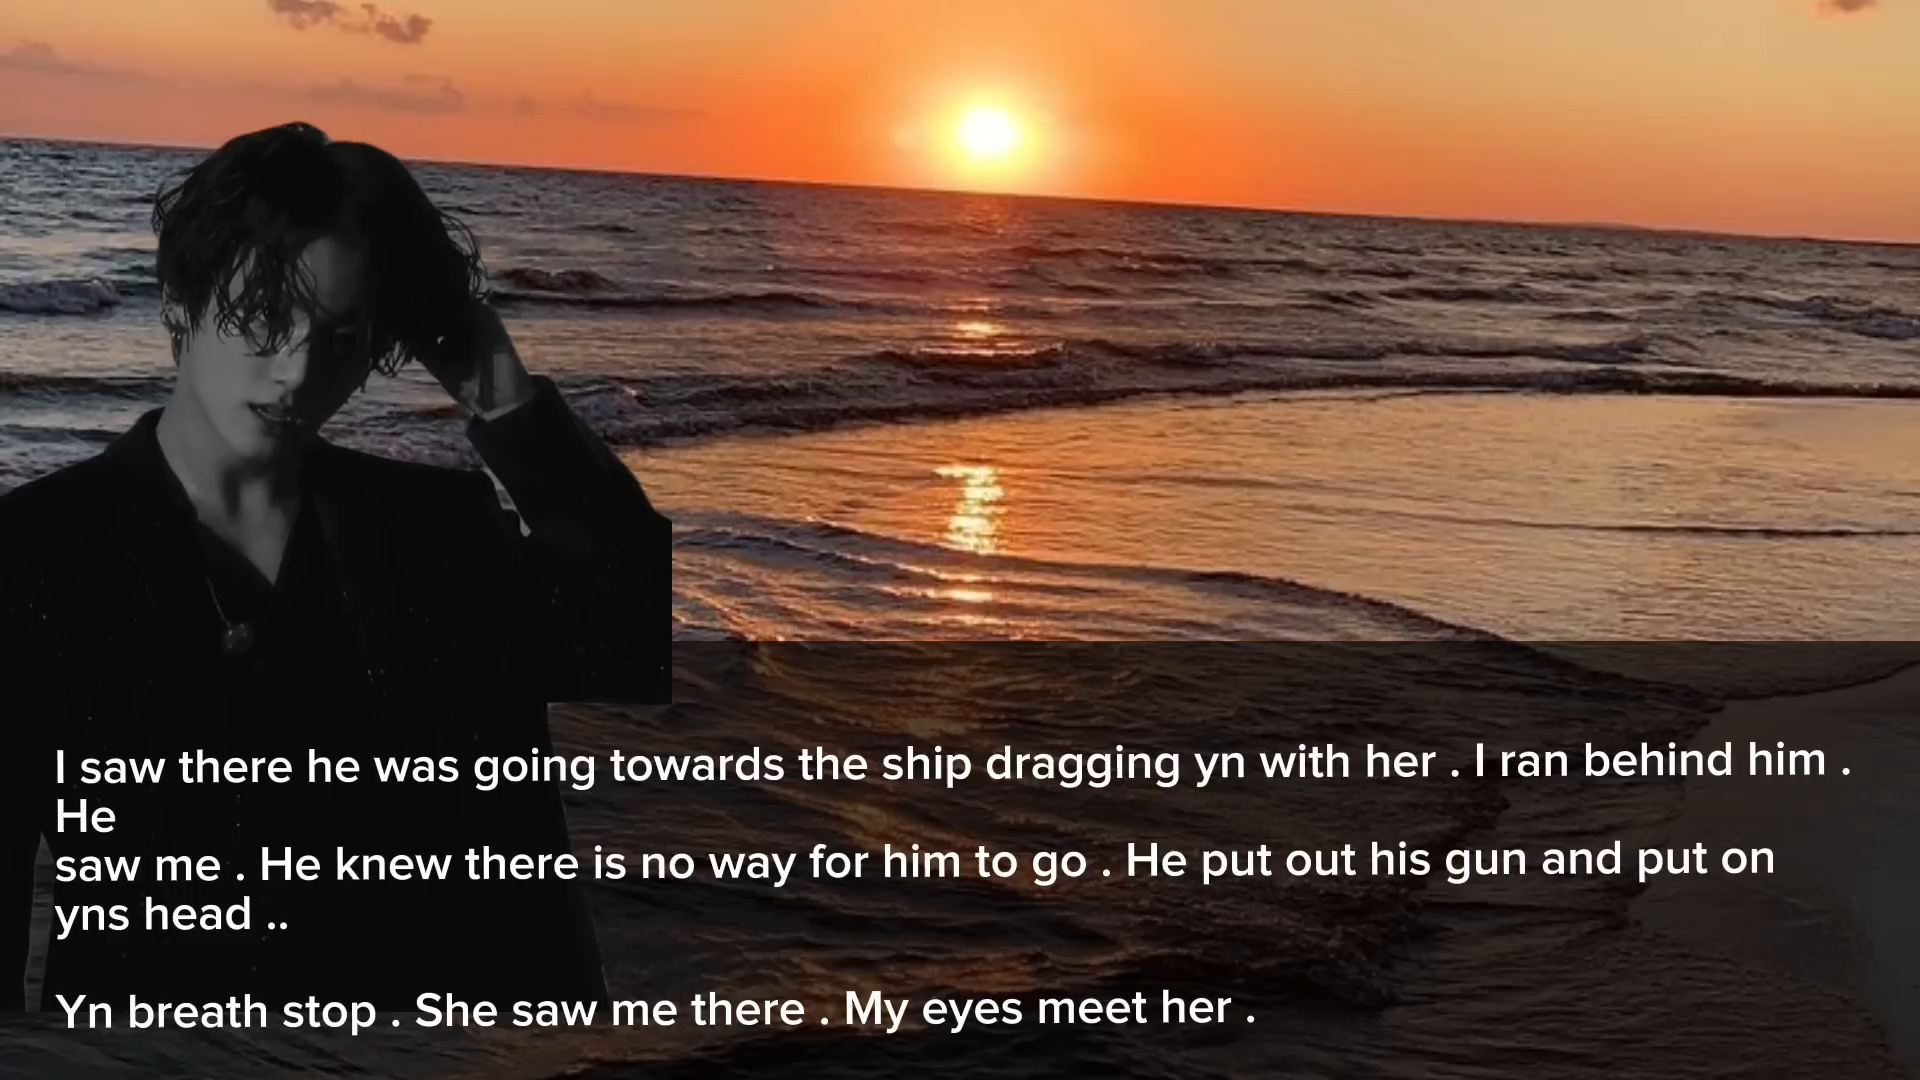 I saw there he was going towards the ship dragging yn with her . I ran behind him .
He
saw me . He knew there is no way for him to go . He put out his gun and put on
yns head ..
Yn breath stop . She saw me there . My eyes meet her .